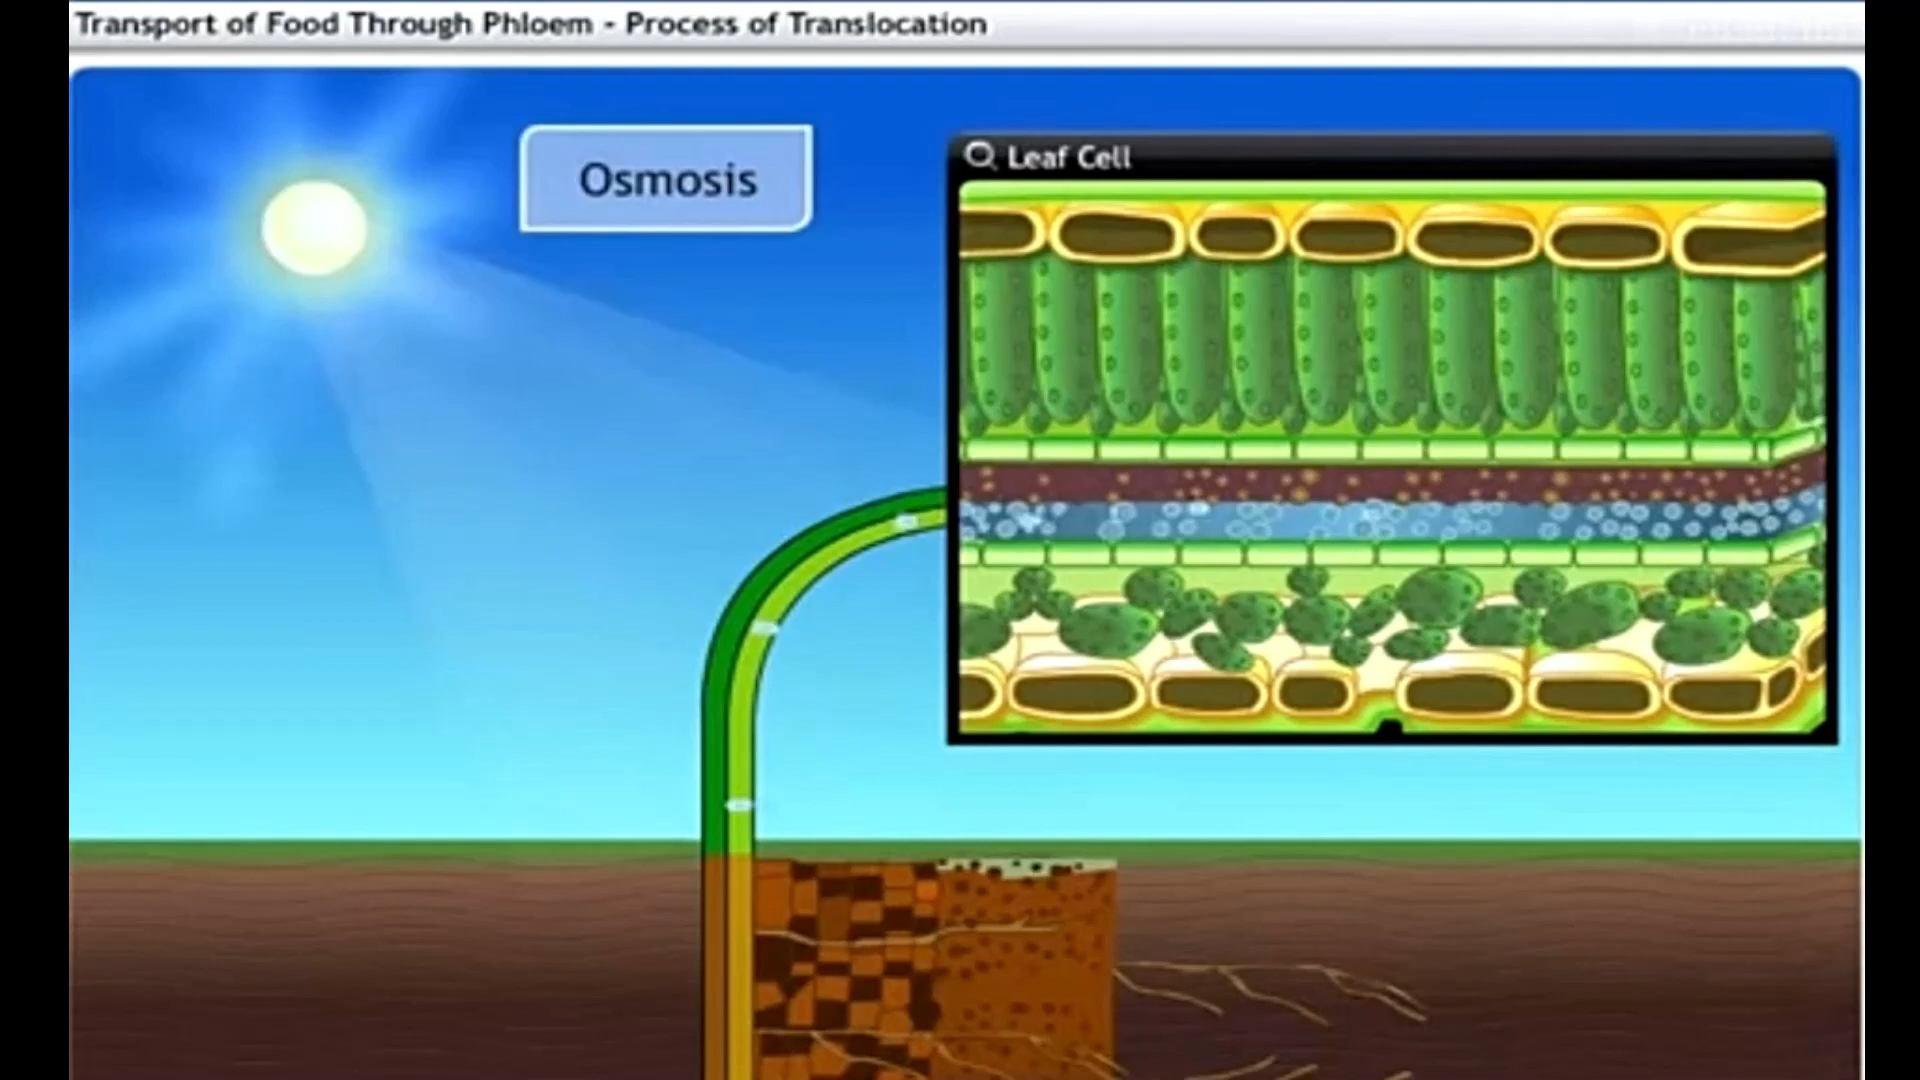 Transport of Food Through Phloem - Process of Translocation
Osmosis
Leaf Cell